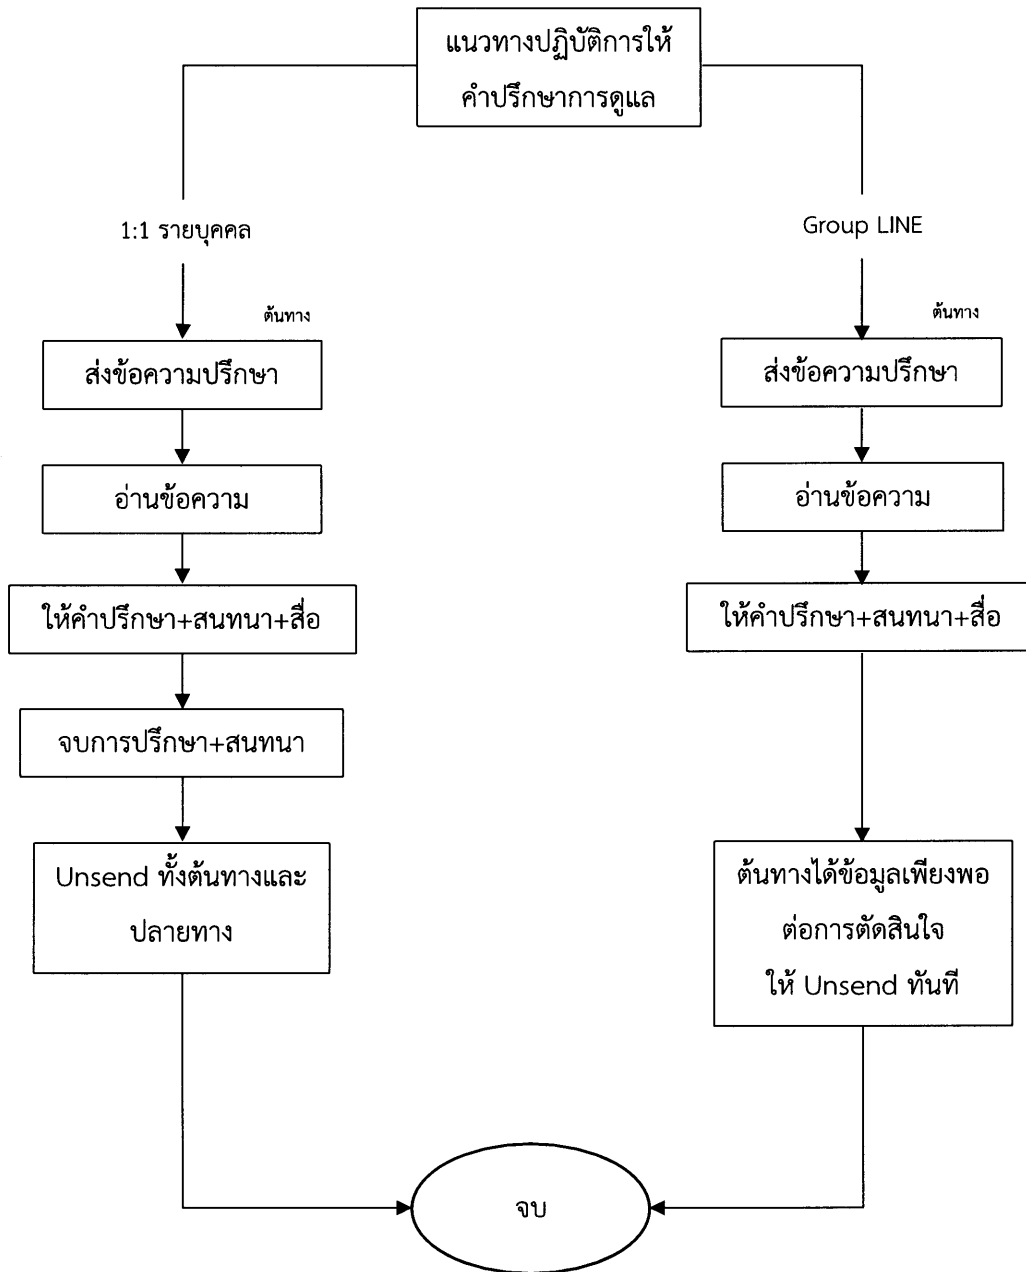 แนวทางปฏิบัติการให้
คำปรึกษาการดูแล
1:1 รายบุคคล
ต้นทาง
ส่งข้อความปรึกษา
อ่านข้อความ
ให้คำปรึกษา+สนทนา+สื่อ
จบการปรึกษา+สนทนา
Unsend ทั้งต้นทางและ
ปลายทาง
Group LINE
ต้นทาง
ส่งข้อความปรึกษา
อ่านข้อความ
ให้คำปรึกษา+สนทนา+สื่อ
ต้นทางได้ข้อมูลเพียงพอ
ต่อการตัดสินใจ
ให้ Unsend ทันที
จบ